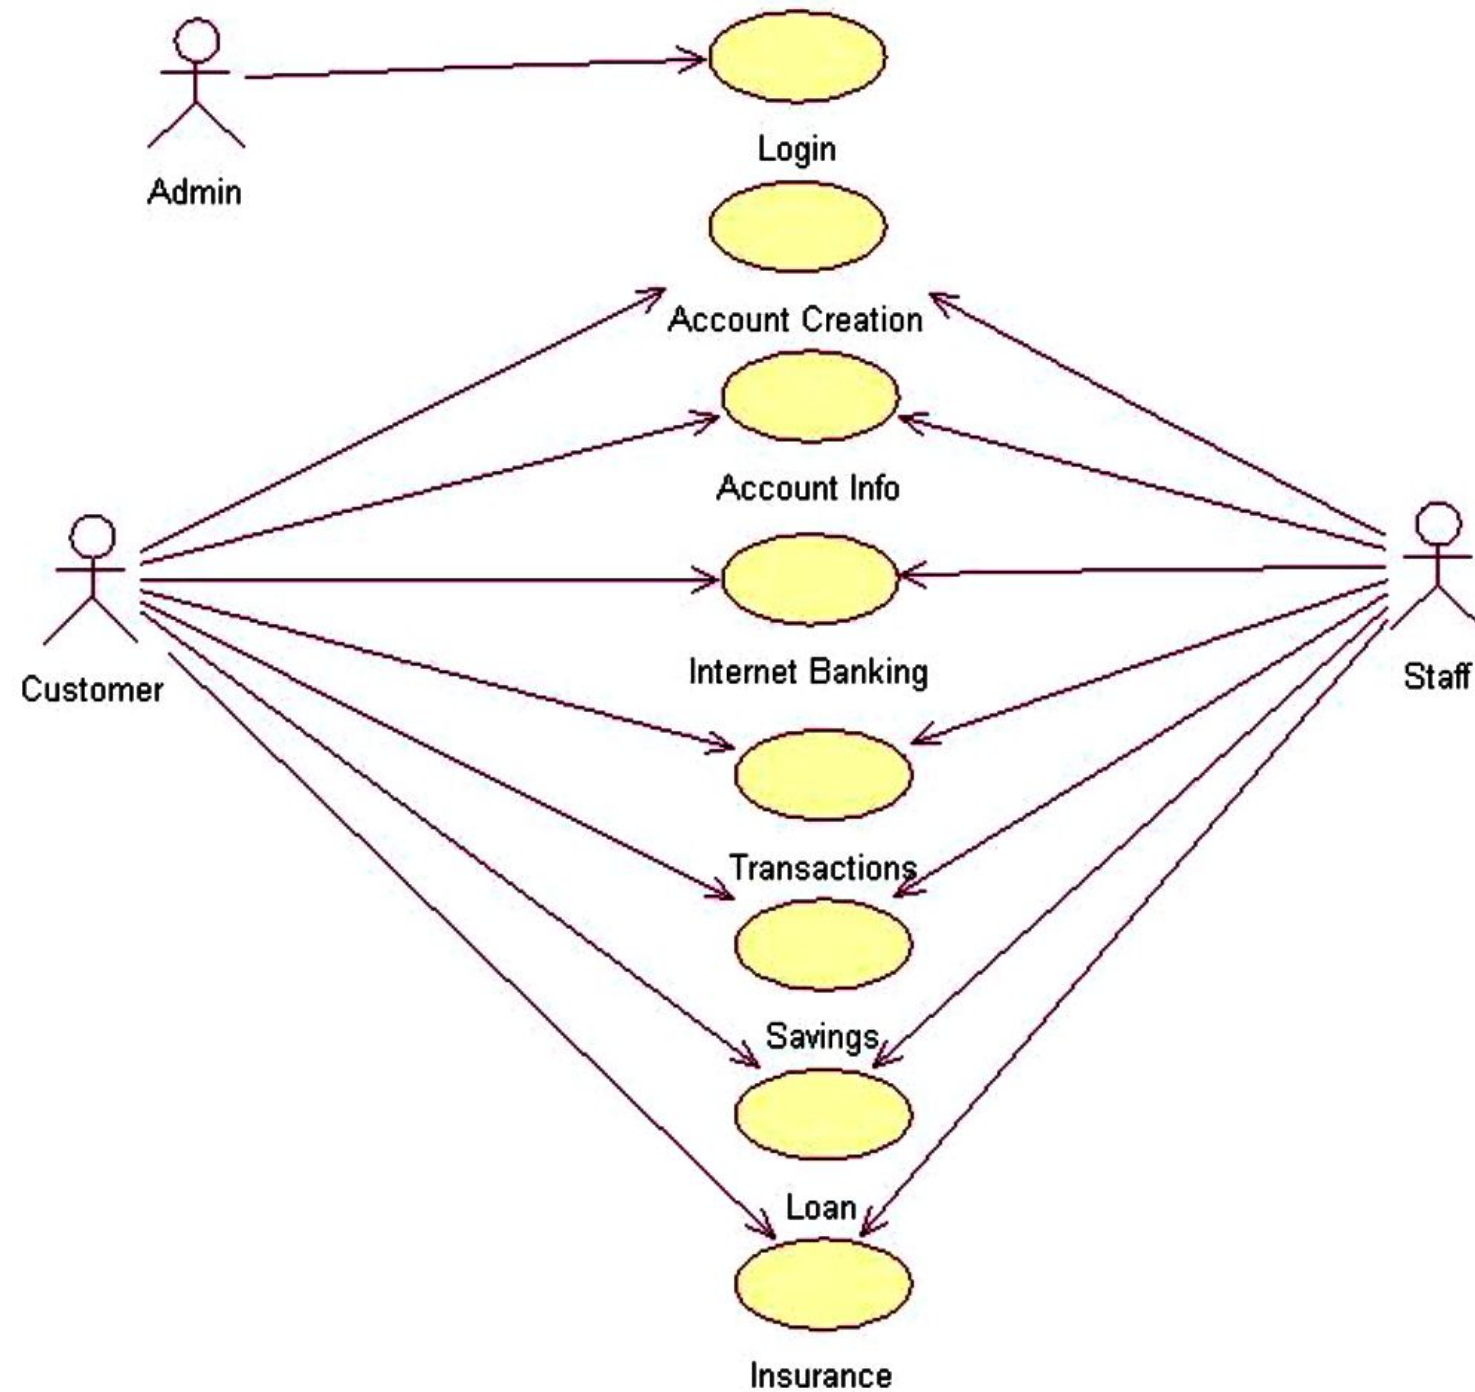 Login
Admin
Account Creation
Account Info
Internet Banking
Customer
Staff
Transactions
Savings
Loan
Insurance